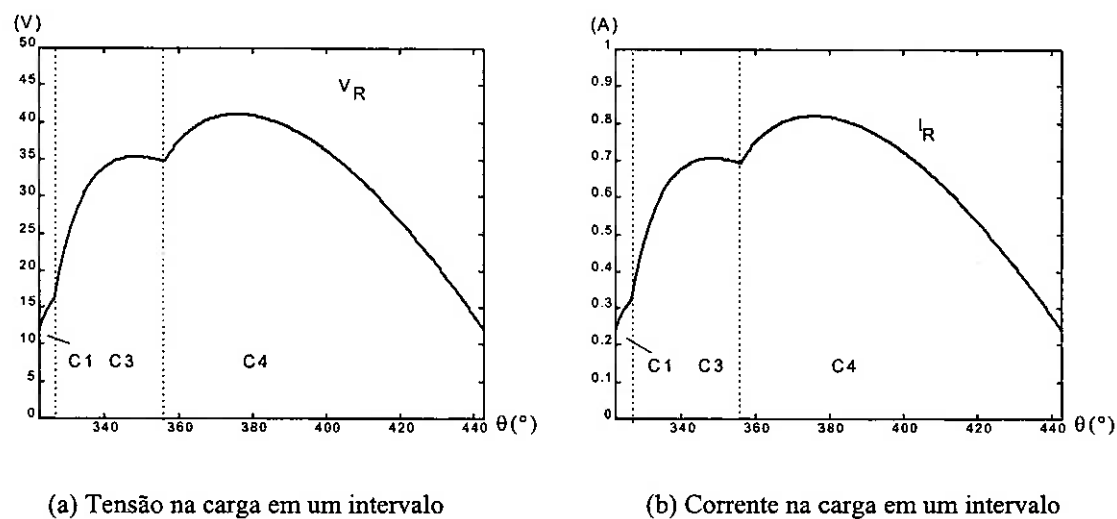 (V)
50
45
40
35
30
25
20
15
10
5
0
V_R
C1 C3 C4
340 360 380 400 420 440 θ(°)
(A)
1
0.9
0.8
0.7
0.6
0.5
0.4
0.3
0.2
0.1
0
I_R
C1 C3 C4
340 360 380 400 420 440 θ(°)
(a) Tensão na carga em um intervalo
(b) Corrente na carga em um intervalo